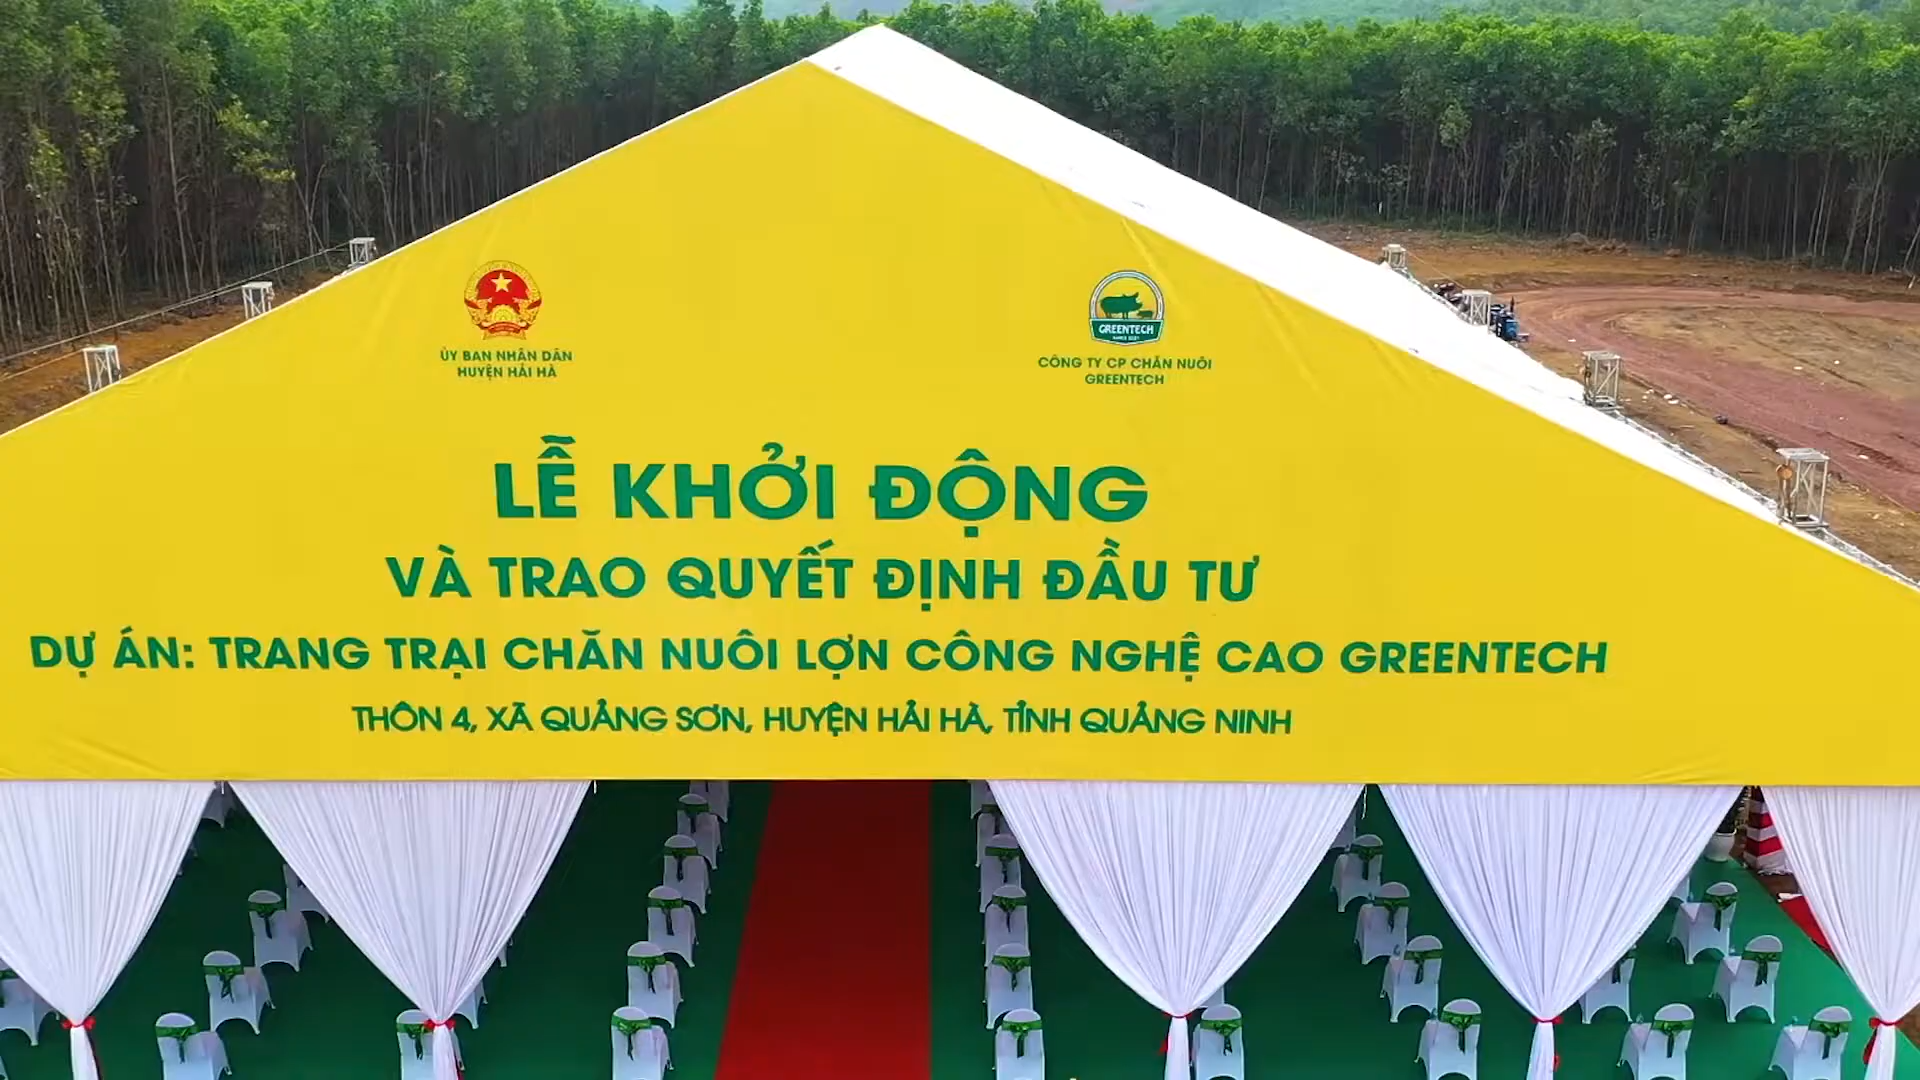 ỦY BAN NHÂN DÂN
HUYỆN HẢI HÀ
GREENTECH
SINCE 2021
CÔNG TY CP CHĂN NUÔI
GREENTECH
LỄ KHỞI ĐỘNG
VÀ TRAO QUYẾT ĐỊNH ĐẦU TƯ
DỰ ÁN: TRANG TRẠI CHĂN NUÔI LỢN CÔNG NGHỆ CAO GREENTECH
THÔN 4, XÃ QUẢNG SƠN, HUYỆN HẢI HÀ, TỈNH QUẢNG NINH